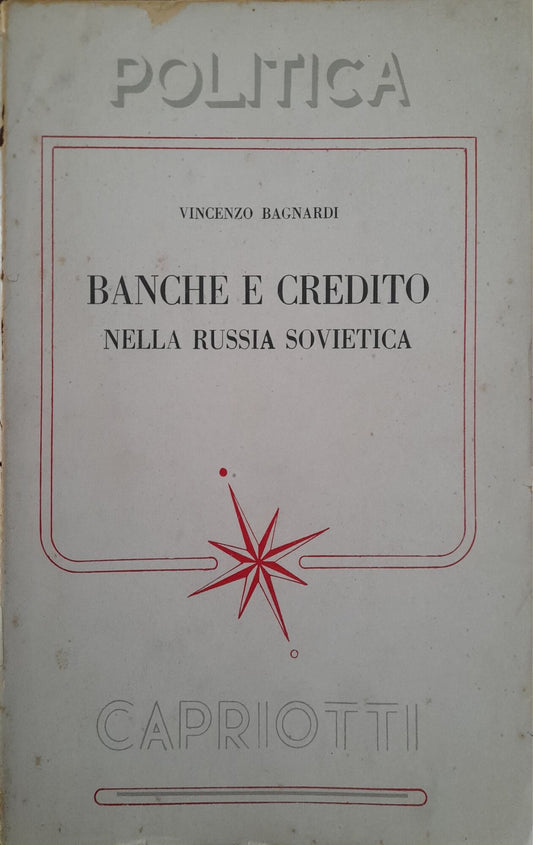 POLITICA
VINCENZO BAGNARDI
BANCHE E CREDITO
NELLA RUSSIA SOVIETICA
CAPRIOTTI